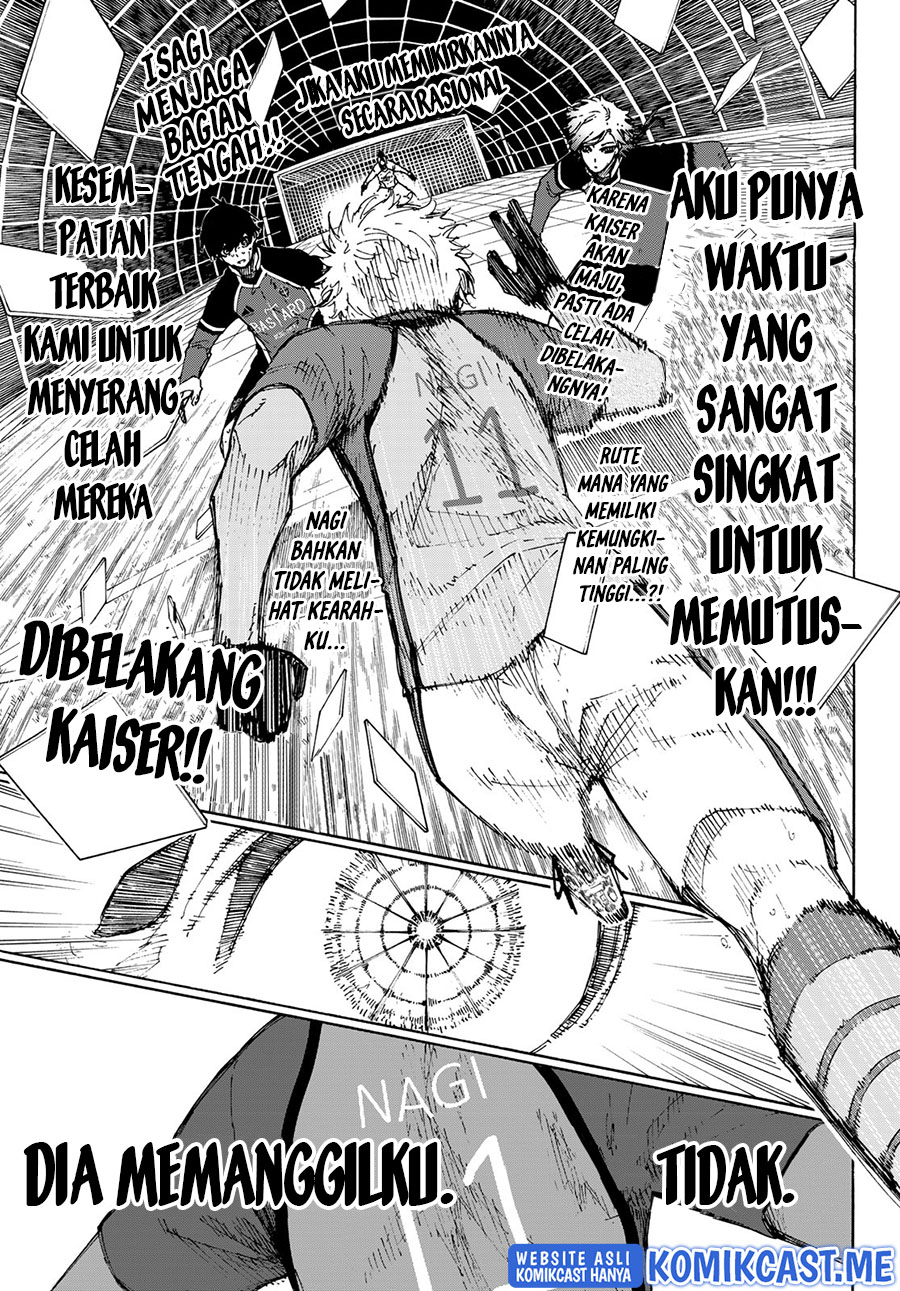 AKU PUNYA
WAKTU-
YANG
SANGAT
SINGKAT
UNTUK
MEMUTUS-
KAN!!!
JIKA AKU MEMIKIRKANNYA
SECARA RASIONAL
KARENA
KAISER
AKAN
MAJU,
PASTI ADA
CELAH
DIBELAKA-
NGNYA!
RUTE
MANA YANG
MEMILIKI
KEMUNGKI-
NAN PALING
TINGGI...?!
ISAGI
MENJAGA
BAGIAN
TENGAH!!
KESEM-
PATAN
TERBAIK
KAMI UNTUK
MENYERANG
CELAH
MEREKA
BASTARD
NAGI
11
NAGI
BAHKAN
TIDAK MELI-
HAT KEARAH-
KU...
DIBELAKANG
KAISER!!
NAGI
11
TIDAK.
DIA MEMANGGILKU.
WEBSITE ASLI
KOMIKCAST HANYA
KOMIKCAST.ME